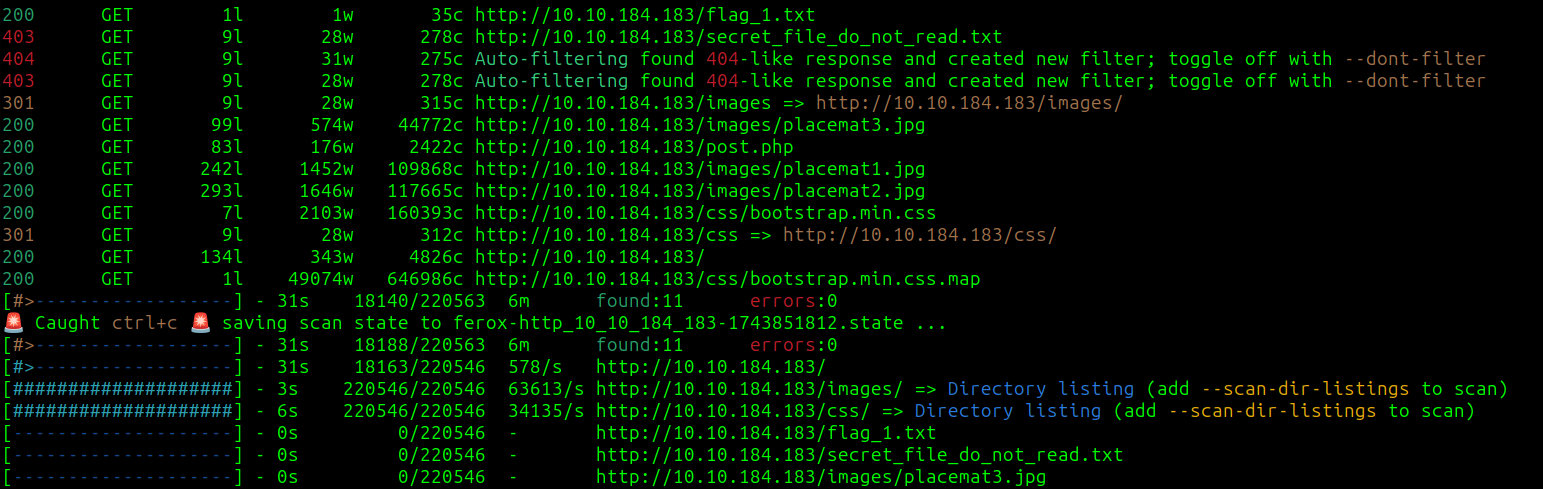 200 GET 1l 1w 35c http://10.10.184.183/flag_1.txt
403 GET 9l 28w 278c http://10.10.184.183/secret_file_do_not_read.txt
404 GET 9l 31w 275c Auto-filtering found 404-like response and created new filter; toggle off with --dont-filter
403 GET 9l 28w 278c Auto-filtering found 404-like response and created new filter; toggle off with --dont-filter
301 GET 9l 28w 315c http://10.10.184.183/images => http://10.10.184.183/images/
200 GET 99l 574w 44772c http://10.10.184.183/images/placemat3.jpg
200 GET 83l 176w 2422c http://10.10.184.183/post.php
200 GET 242l 1452w 109868c http://10.10.184.183/images/placemat1.jpg
200 GET 293l 1646w 117665c http://10.10.184.183/images/placemat2.jpg
200 GET 7l 2103w 160393c http://10.10.184.183/css/bootstrap.min.css
301 GET 9l 28w 312c http://10.10.184.183/css => http://10.10.184.183/css/
200 GET 134l 343w 4826c http://10.10.184.183/
200 GET 1l 49074w 646986c http://10.10.184.183/css/bootstrap.min.css.map
[#>------------------] - 31s 18140/220563 6m found:11 errors:0
🚨 Caught ctrl+c 🚨 saving scan state to ferox-http_10_10_184_183-1743851812.state ...
[#>------------------] - 31s 18188/220563 6m found:11 errors:0
[#>------------------] - 31s 18163/220546 578/s http://10.10.184.183/
[####################] - 3s 220546/220546 63613/s http://10.10.184.183/images/ => Directory listing (add --scan-dir-listings to scan)
[####################] - 6s 220546/220546 34135/s http://10.10.184.183/css/ => Directory listing (add --scan-dir-listings to scan)
[--------------------] - 0s 0/220546 - http://10.10.184.183/flag_1.txt
[--------------------] - 0s 0/220546 - http://10.10.184.183/secret_file_do_not_read.txt
[--------------------] - 0s 0/220546 - http://10.10.184.183/images/placemat3.jpg